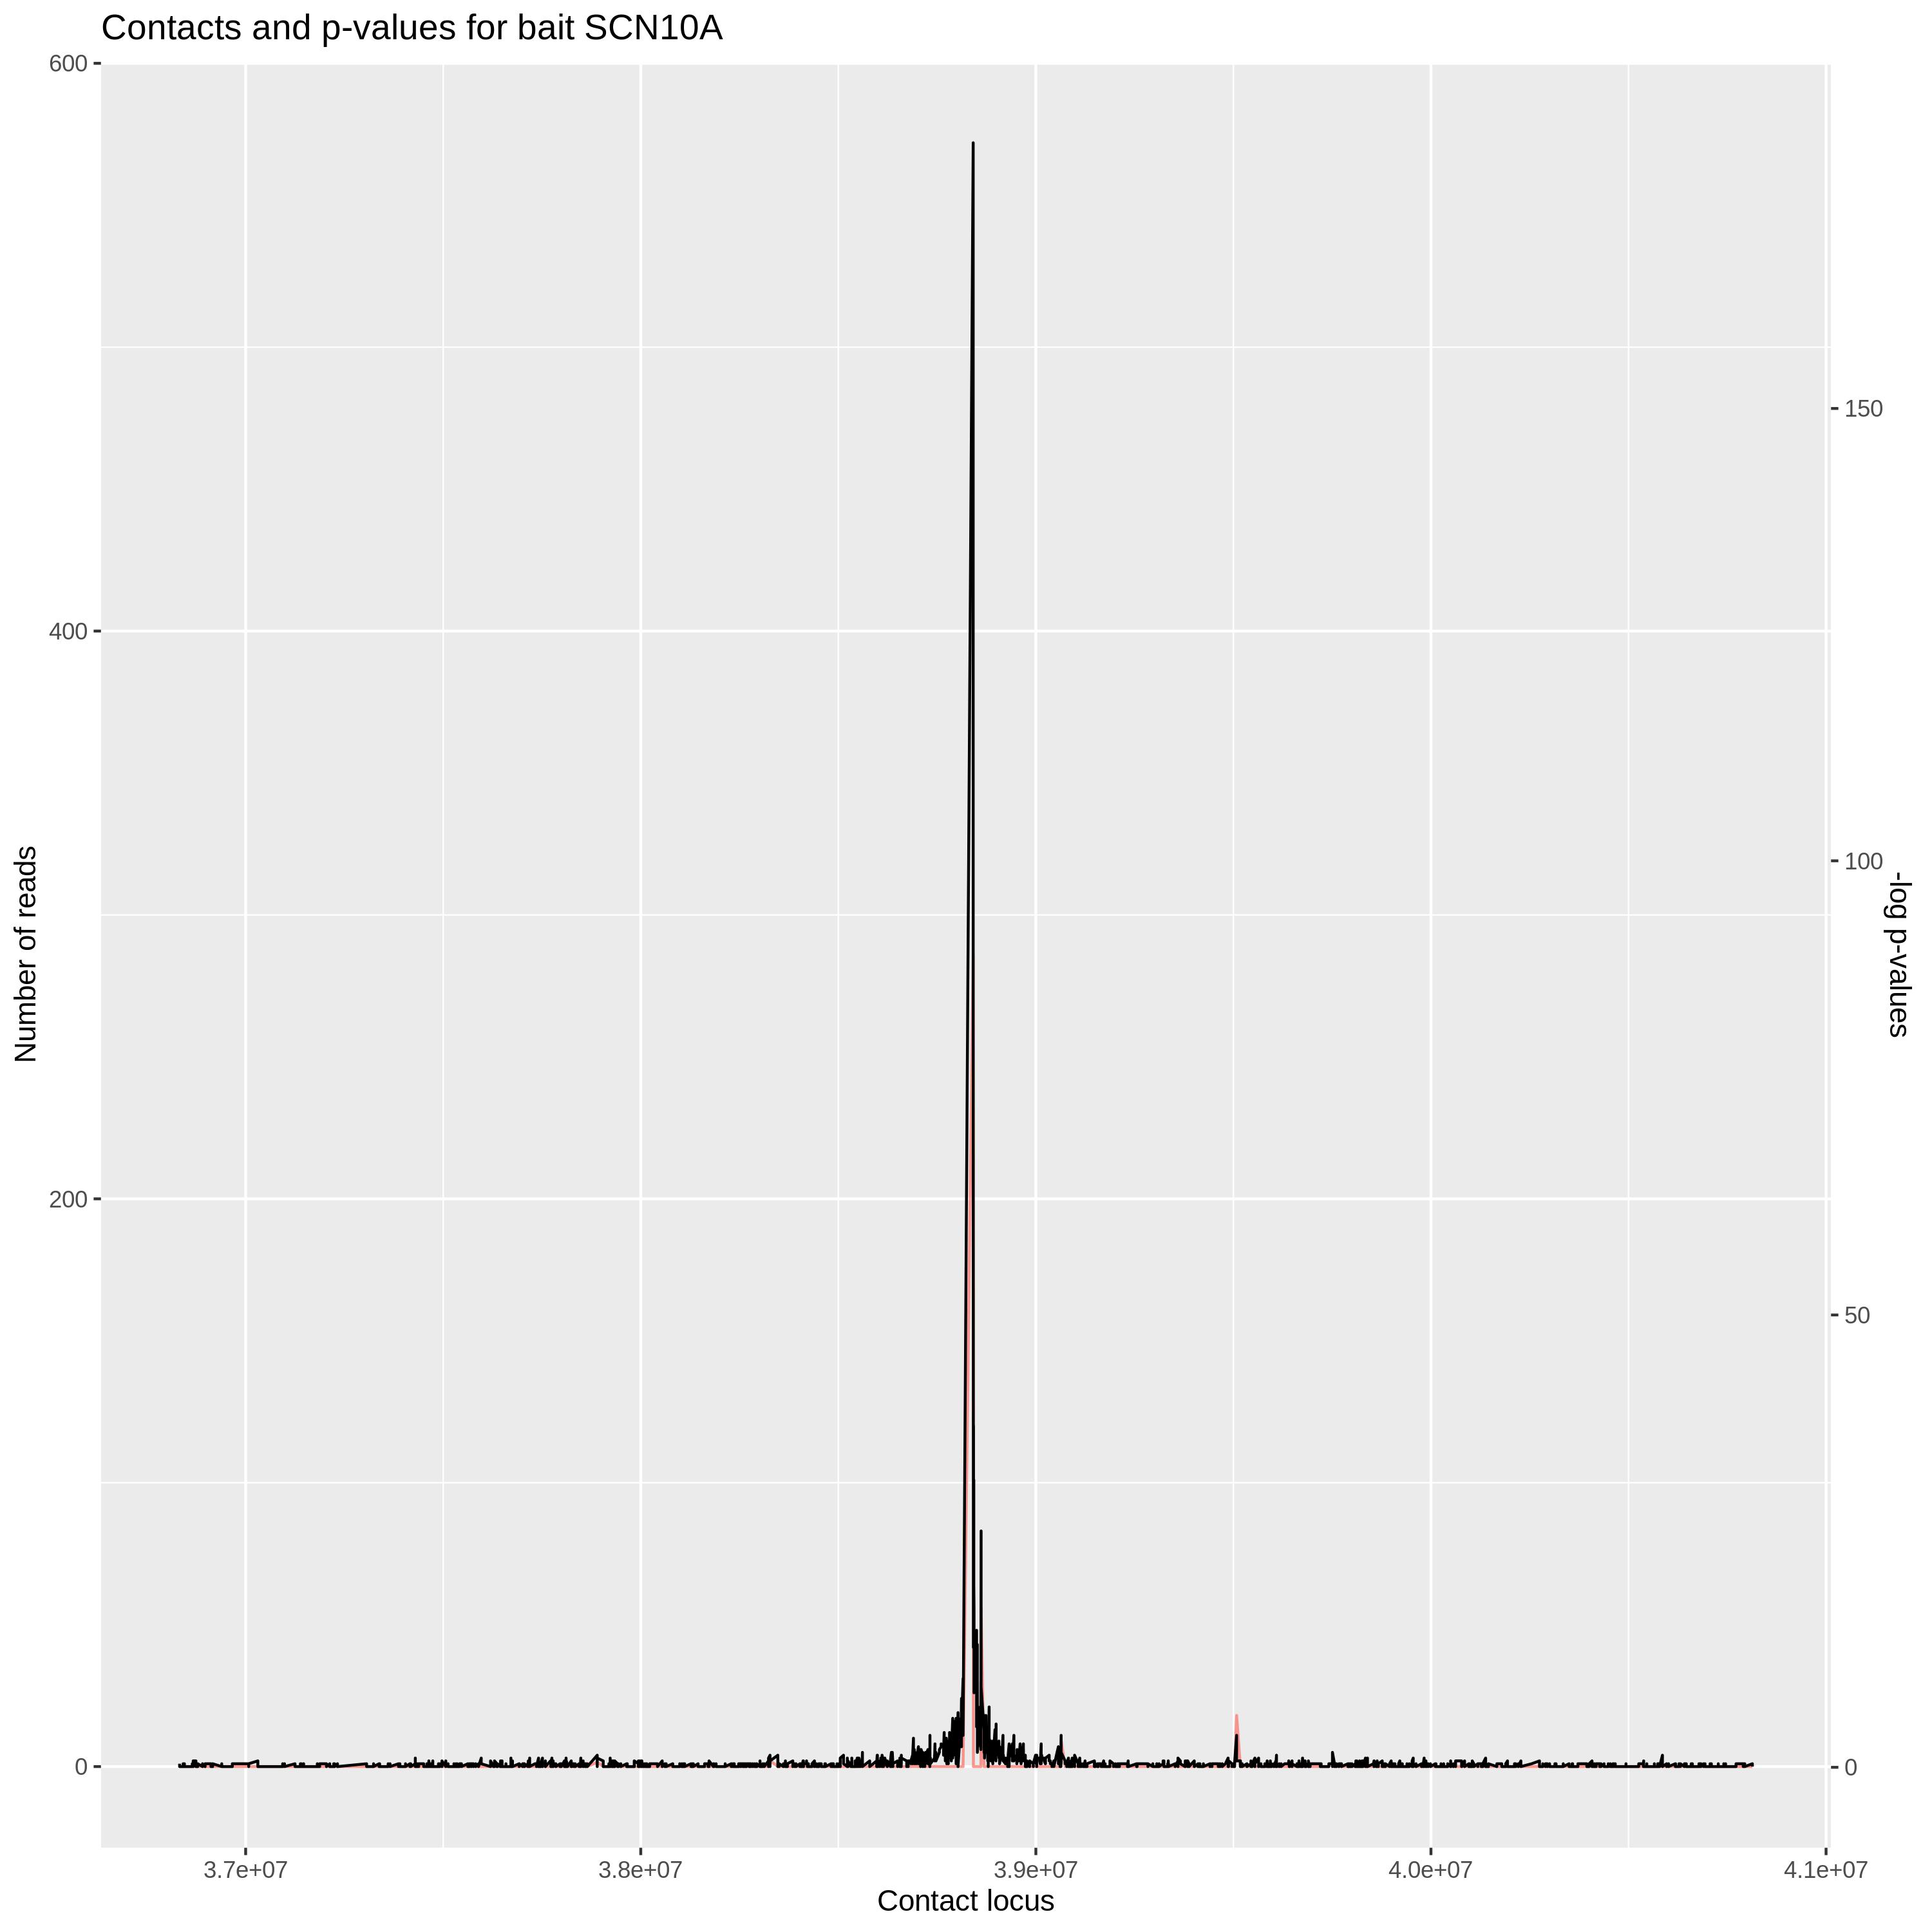 Contacts and p-values for bait SCN10A
600
400
200
0
Number of reads
150
100
50
0
-log p-values
3.7e+07 3.8e+07 3.9e+07 4.0e+07 4.1e+07
Contact locus